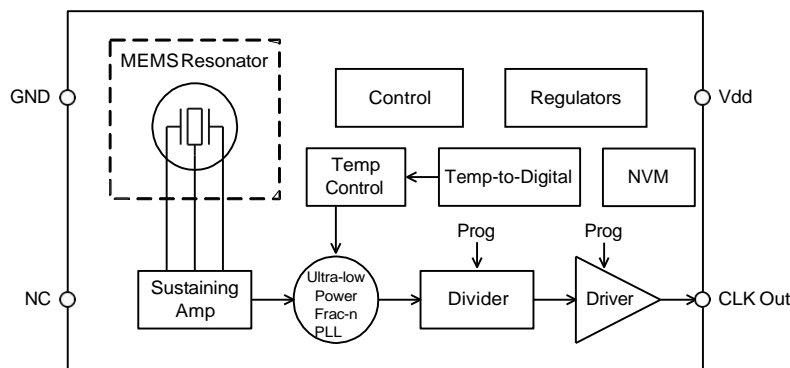 MEMS Resonator
GND
Control
Regulators
Vdd
Temp
Control
Temp-to-Digital
NVM
Prog
Prog
NC
Sustaining
Amp
Ultra-low
Power
Frac-n
PLL
Divider
Driver
CLK Out